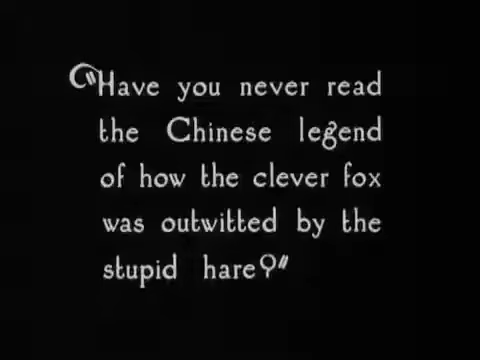 "Have you never read
the Chinese legend
of how the clever fox
was outwitted by the
stupid hare?"